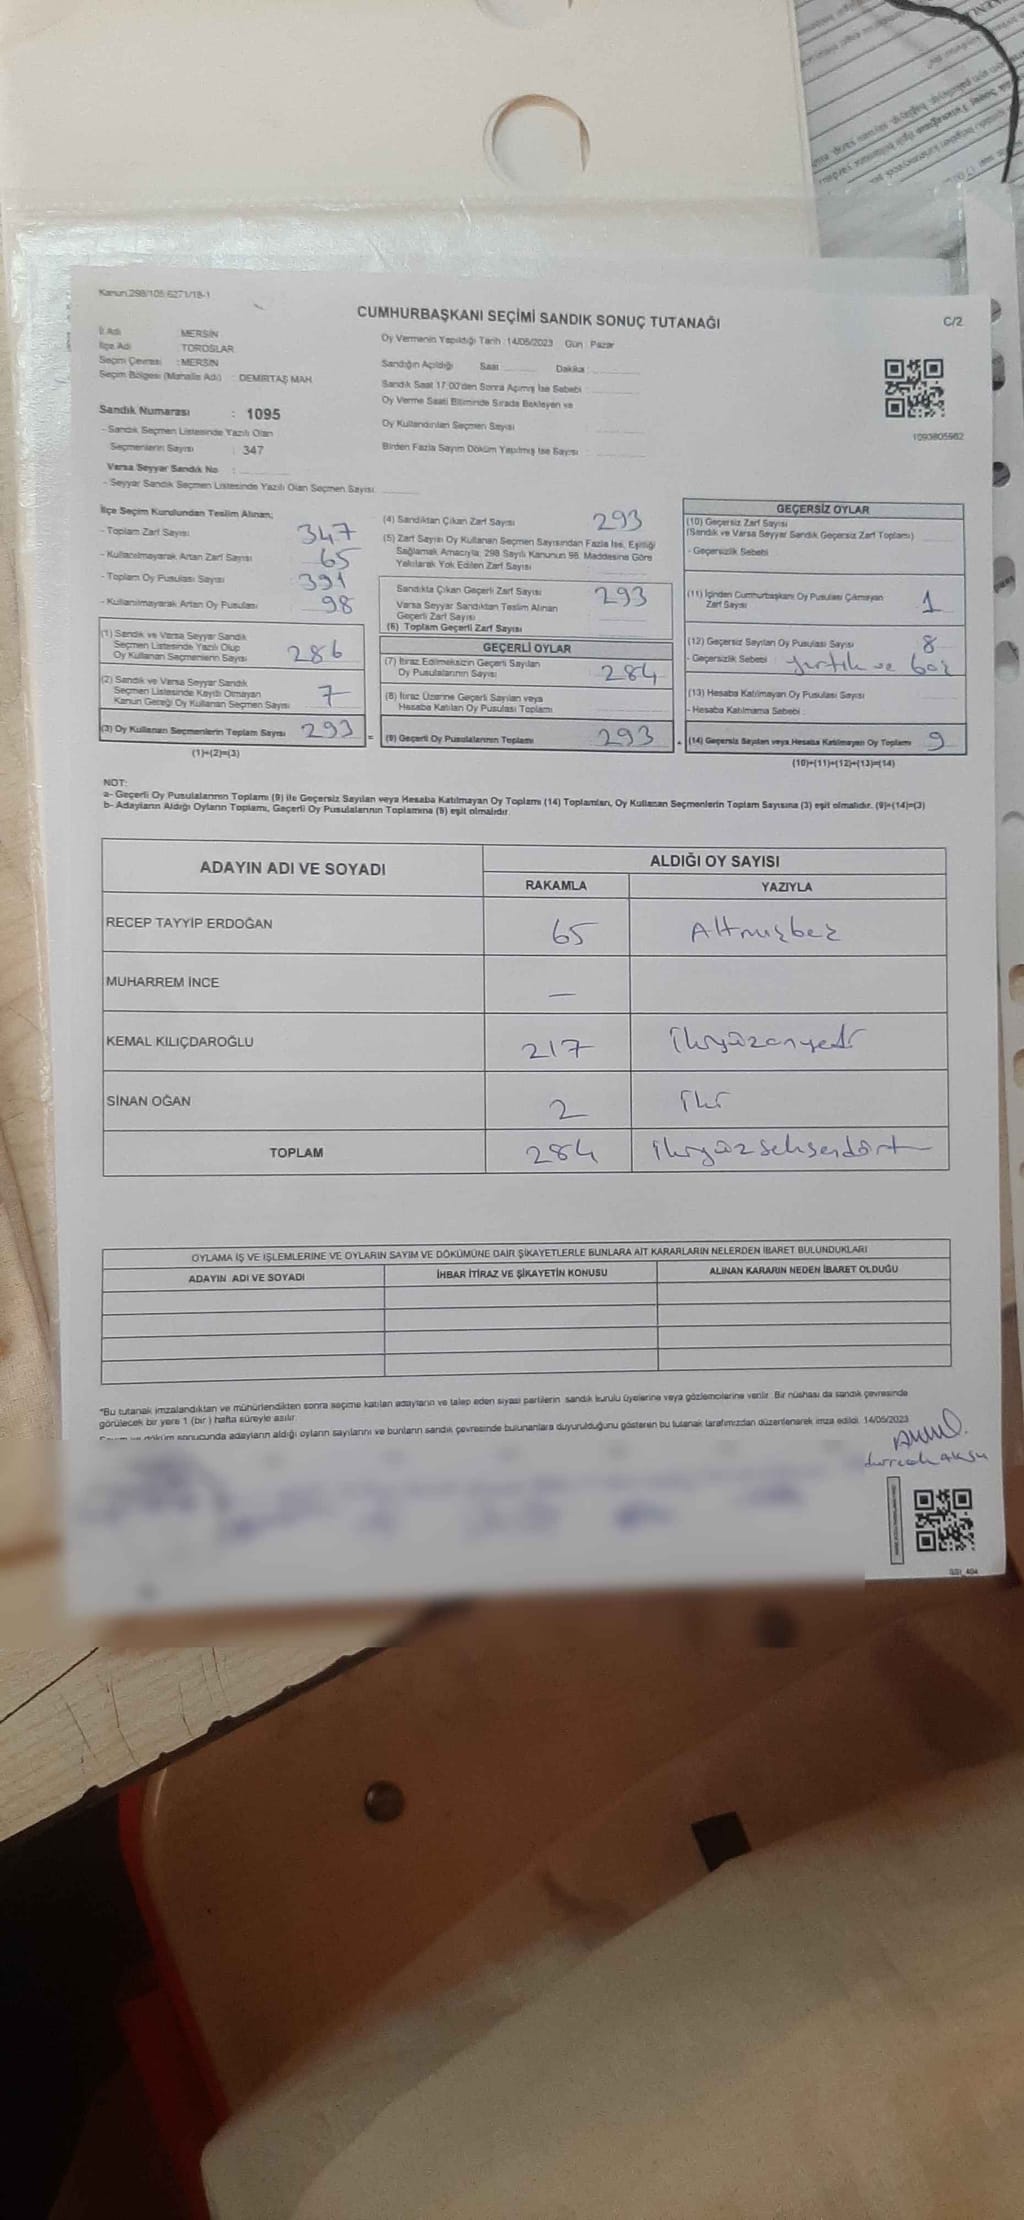 Kanun:298/105,6271/18-1
CUMHURBAŞKANI SEÇİMİ SANDIK SONUÇ TUTANAĞI
C/2
İl Adı MERSİN
İlçe Adı TOROSLAR
Seçim Çevresi : MERSİN
Seçim Bölgesi (Mahalle Adı) : DEMİRTAŞ MAH
Oy Vermenin Yapıldığı Tarih : 14/05/2023 Gün : Pazar
Sandığın Açıldığı Saat Dakika :
Sandık Saat 17:00'den Sonra Açılmış İse Sebebi
Oy Verme Saati Bitiminde Sırada Bekleyen ve
Oy Kullandırılan Seçmen Sayısı
Birden Fazla Sayım Döküm Yapılmış İse Sayısı
1093805962
Sandık Numarası : 1095
- Sandık Seçmen Listesinde Yazılı Olan
Seçmenlerin Sayısı : 347
Varsa Seyyar Sandık No :
- Seyyar Sandık Seçmen Listesinde Yazılı Olan Seçmen Sayısı
İlçe Seçim Kurulundan Teslim Alınan;
- Toplam Zarf Sayısı 347
- Kullanılmayarak Artan Zarf Sayısı 65
- Toplam Oy Pusulası Sayısı 391
- Kullanılmayarak Artan Oy Pusulası 98
(1) Sandık ve Varsa Seyyar Sandık
Seçmen Listesinde Yazılı Olup
Oy Kullanan Seçmenlerin Sayısı 286
(2) Sandık ve Varsa Seyyar Sandık
Seçmen Listesinde Kayıtlı Olmayan
Kanun Gereği Oy Kullanan Seçmen Sayısı 7
(3) Oy Kullanan Seçmenlerin Toplam Sayısı 293
(1)+(2)=(3)
(4) Sandıktan Çıkan Zarf Sayısı 293
(5) Zarf Sayısı Oy Kullanan Seçmen Sayısından Fazla İse, Eşitliği
Sağlamak Amacıyla; 298 Sayılı Kanunun 98. Maddesine Göre
Yakılarak Yok Edilen Zarf Sayısı
Sandıkta Çıkan Geçerli Zarf Sayısı 293
Varsa Seyyar Sandıktan Teslim Alınan
Geçerli Zarf Sayısı
(6) Toplam Geçerli Zarf Sayısı
GEÇERLİ OYLAR
(7) İtiraz Edilmeksizin Geçerli Sayılan
Oy Pusulalarının Sayısı 284
(8) İtiraz Üzerine Geçerli Sayılan veya
Hesaba Katılan Oy Pusulası Toplamı
= (9) Geçerli Oy Pusulalarının Toplamı 293
GEÇERSİZ OYLAR
(10) Geçersiz Zarf Sayısı
(Sandık ve Varsa Seyyar Sandık Geçersiz Zarf Toplamı)
- Geçersizlik Sebebi
(11) İçinden Cumhurbaşkanı Oy Pusulası Çıkmayan
Zarf Sayısı 1
(12) Geçersiz Sayılan Oy Pusulası Sayısı 8
- Geçersizlik Sebebi : yırtık ve boş
(13) Hesaba Katılmayan Oy Pusulası Sayısı
- Hesaba Katılmama Sebebi :
+ (14) Geçersiz Sayılan veya Hesaba Katılmayan Oy Toplamı 9
(10)+(11)+(12)+(13)=(14)
NOT:
a- Geçerli Oy Pusulalarının Toplamı (9) ile Geçersiz Sayılan veya Hesaba Katılmayan Oy Toplamı (14) Toplamları, Oy Kullanan Seçmenlerin Toplam Sayısına (3) eşit olmalıdır. (9)+(14)=(3)
b- Adayların Aldığı Oyların Toplamı, Geçerli Oy Pusulalarının Toplamına (9) eşit olmalıdır.
ADAYIN ADI VE SOYADI ALDIĞI OY SAYISI
RAKAMLA YAZIYLA
RECEP TAYYİP ERDOĞAN 65 Altmışbeş
MUHARREM İNCE —
KEMAL KILIÇDAROĞLU 217 ikiyüzonyedi
SİNAN OĞAN 2 iki
TOPLAM 284 ikiyüzseksendört
OYLAMA İŞ VE İŞLEMLERİNE VE OYLARIN SAYIM VE DÖKÜMÜNE DAİR ŞİKAYETLERLE BUNLARA AİT KARARLARIN NELERDEN İBARET BULUNDUKLARI
ADAYIN ADI VE SOYADI İHBAR İTİRAZ VE ŞİKAYETİN KONUSU ALINAN KARARIN NEDEN İBARET OLDUĞU
"Bu tutanak imzalandıktan ve mühürlendikten sonra seçime katılan adayların ve talep eden siyasi partilerin sandık kurulu üyelerine veya gözlemcilerine verilir. Bir nüshası da sandık çevresinde
görülecek bir yere 1 (bir) hafta süreyle asılır.
döküm sonucunda adayların aldığı oyların sayılarını ve bunların sandık çevresinde bulunanlara duyurulduğunu gösteren bu tutanak tarafımızdan düzenlenerek imza edildi. 14/05/2023